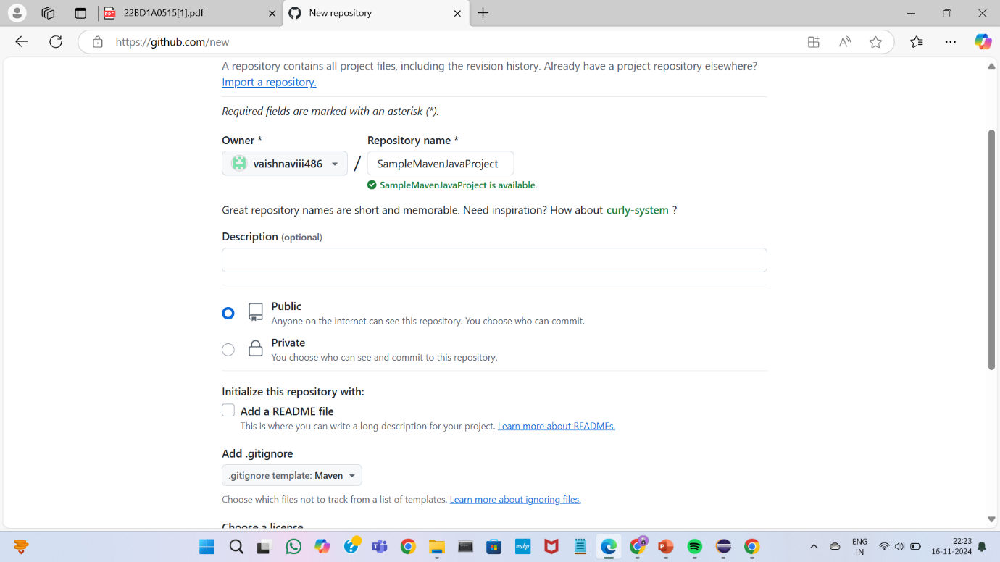 22BD1A0515[1].pdf
New repository
https://github.com/new
A repository contains all project files, including the revision history. Already have a project repository elsewhere?
Import a repository.
Required fields are marked with an asterisk (*).
Owner * Repository name *
vaishnaviii486 / SampleMavenJavaProject
SampleMavenJavaProject is available.
Great repository names are short and memorable. Need inspiration? How about curly-system ?
Description (optional)
Public
Anyone on the internet can see this repository. You choose who can commit.
Private
You choose who can see and commit to this repository.
Initialize this repository with:
Add a README file
This is where you can write a long description for your project. Learn more about READMEs.
Add .gitignore
.gitignore template: Maven
Choose which files not to track from a list of templates. Learn more about ignoring files.
Choose a license
ENG
IN
22:23
16-11-2024